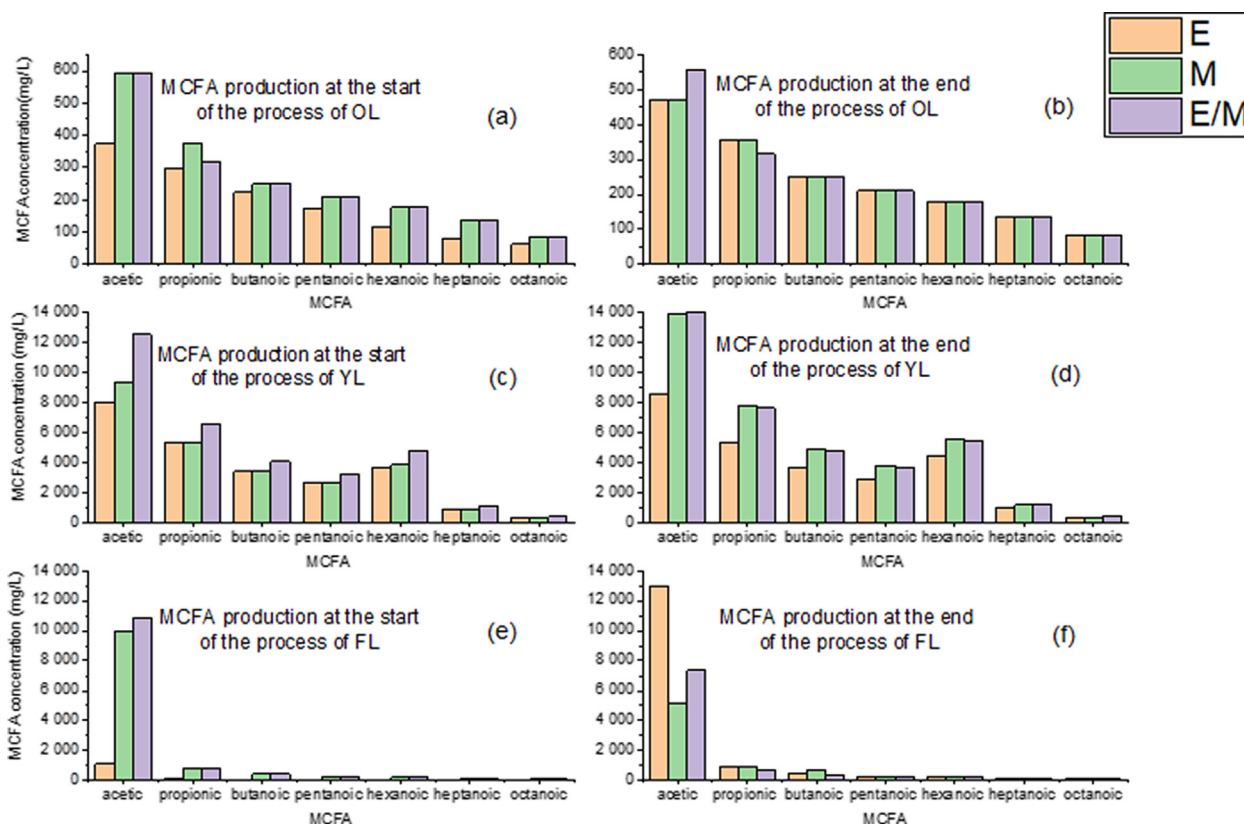 E
M
E/M
MCFA production at the start
of the process of OL
(a)
MCFA concentration(mg/L)
600
500
400
300
200
100
0
acetic propionic butanoic pentanoic hexanoic heptanoic octanoic
MCFA
MCFA production at the end
of the process of OL
(b)
600
500
400
300
200
100
0
acetic propionic butanoic pentanoic hexanoic heptanoic octanoic
MCFA
MCFA production at the start
of the process of YL
(c)
MCFA concentration (mg/L)
14 000
12 000
10 000
8 000
6 000
4 000
2 000
0
acetic propionic butanoic pentanoic hexanoic heptanoic octanoic
MCFA
MCFA production at the end
of the process of YL
(d)
14 000
12 000
10 000
8 000
6 000
4 000
2 000
0
acetic propionic butanoic pentanoic hexanoic heptanoic octanoic
MCFA
MCFA production at the start
of the process of FL
(e)
MCFA concentration (mg/L)
14 000
12 000
10 000
8 000
6 000
4 000
2 000
0
acetic propionic butanoic pentanoic hexanoic heptanoic octanoic
MCFA
MCFA production at the end
of the process of FL
(f)
14 000
12 000
10 000
8 000
6 000
4 000
2 000
0
acetic propionic butanoic pentanoic hexanoic heptanoic octanoic
MCFA